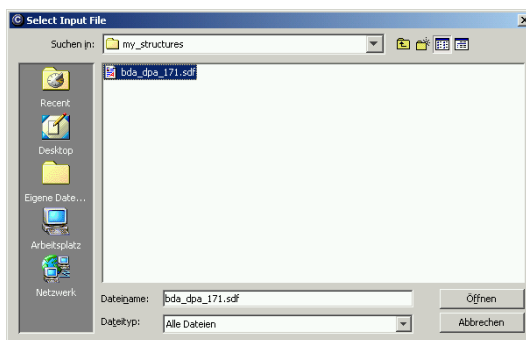 Select Input File
Suchen in:
my_structures
bda_dpa_171.sdf
Recent
Desktop
Eigene Date...
Arbeitsplatz
Netzwerk
Dateiname:
bda_dpa_171.sdf
Öffnen
Dateityp:
Alle Dateien
Abbrechen